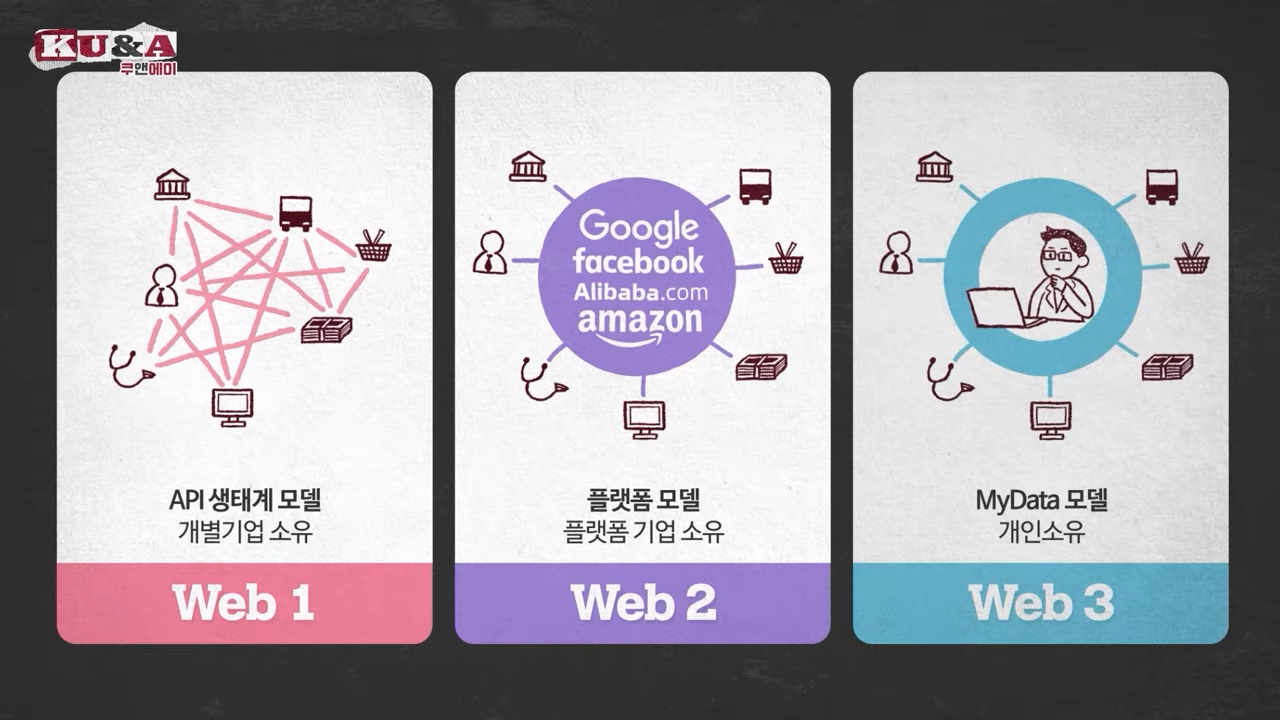 KU&A
쿠앤에이
API 생태계 모델
개별기업 소유
Web 1
Google
facebook
Alibaba.com
amazon
플랫폼 모델
플랫폼 기업 소유
Web 2
MyData 모델
개인소유
Web 3